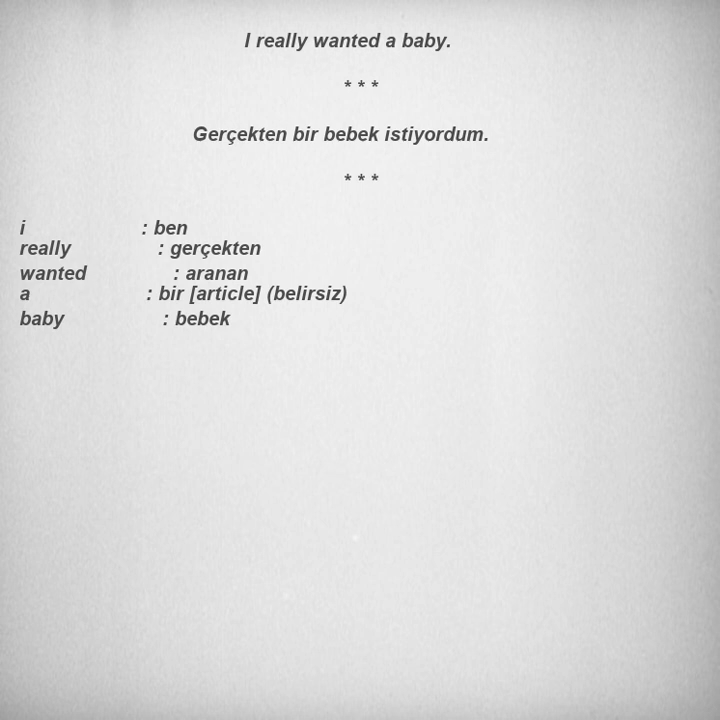 I really wanted a baby.
* * *
Gerçekten bir bebek istiyordum.
* * *
i : ben
really : gerçekten
wanted : aranan
a : bir [article] (belirsiz)
baby : bebek